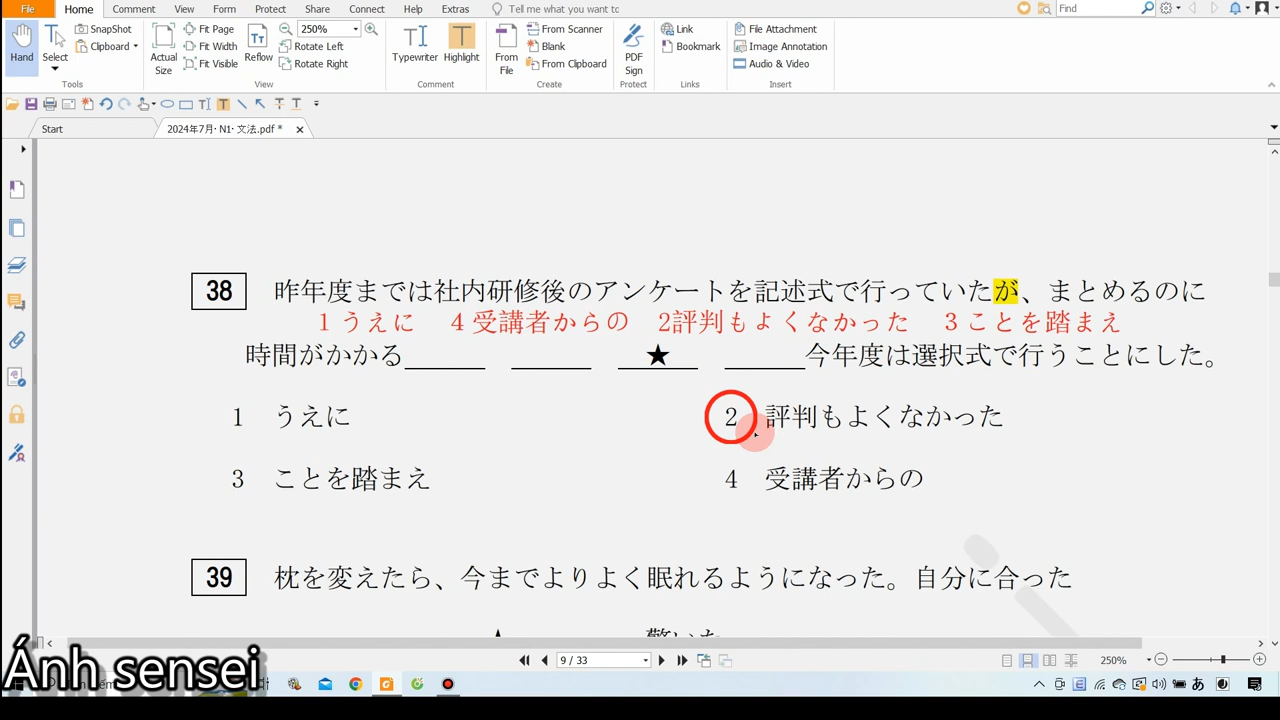 File Home Comment View Form Protect Share Connect Help Extras Tell me what you want to Find
SnapShot Fit Page 250% Link File Attachment
From Scanner
Clipboard Fit Width Rotate Left Blank Bookmark Image Annotation
Hand Select Actual Size Fit Visible Reflow Rotate Right Typewriter Highlight From File From Clipboard PDF Sign Audio & Video
Tools View Comment Create Protect Links Insert
Start 2024年7月· N1· 文法.pdf *
38 昨年度までは社内研修後のアンケートを記述式で行っていたが、まとめるのに
1うえに 4受講者からの 2評判もよくなかった 3ことを踏まえ
時間がかかる ★ 今年度は選択式で行うことにした。
1 うえに 2 評判もよくなかった
3 ことを踏まえ 4 受講者からの
39 枕を変えたら、今までよりよく眠れるようになった。自分に合った
9 / 33 250%
Ánh sensei